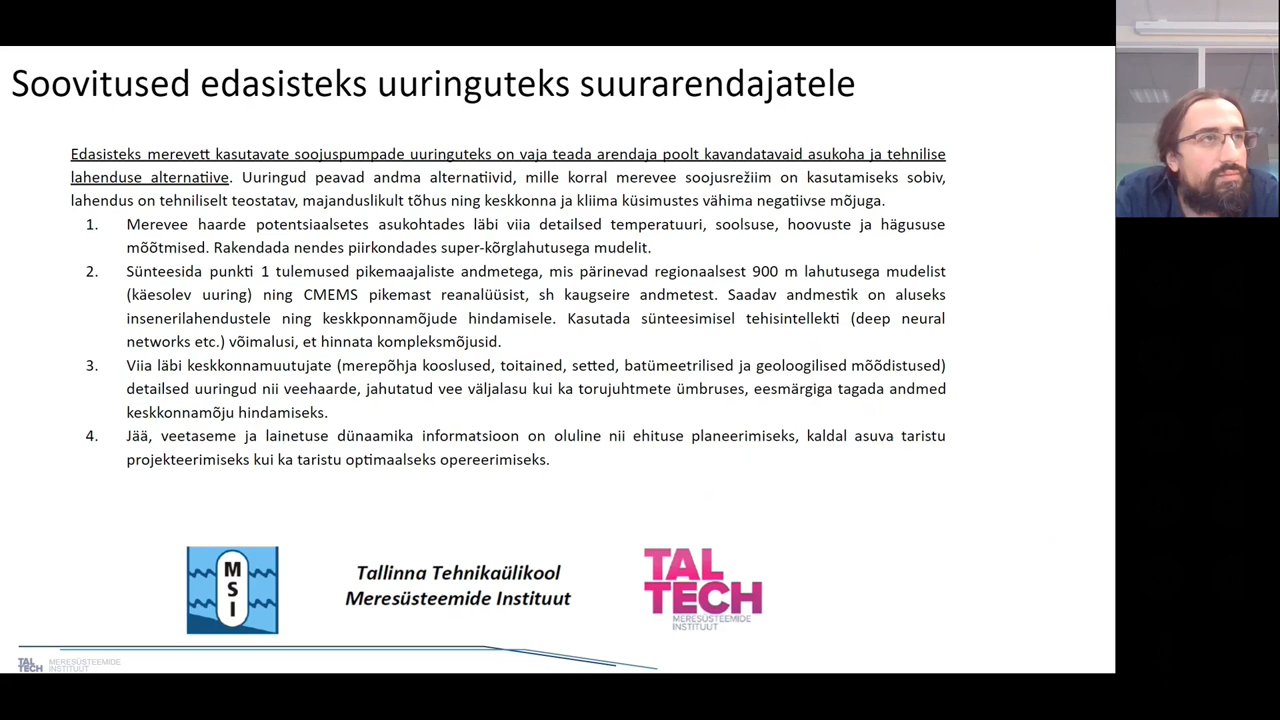 Soovitused edasisteks uuringuteks suurarendajatele
Edasisteks merevett kasutavate soojuspumpade uuringuteks on vaja teada arendaja poolt kavandatavaid asukoha ja tehnilise
lahenduse alternatiive. Uuringud peavad andma alternatiivid, mille korral merevee soojusrežiim on kasutamiseks sobiv,
lahendus on tehniliselt teostatav, majanduslikult tõhus ning keskkonna ja kliima küsimustes vähima negatiivse mõjuga.
1. Merevee haarde potentsiaalsetes asukohtades läbi viia detailsed temperatuuri, soolsuse, hoovuste ja hägususe
mõõtmised. Rakendada nendes piirkondades super-kõrglahutusega mudelit.
2. Sünteesida punkti 1 tulemused pikemaajaliste andmetega, mis pärinevad regionaalsest 900 m lahutusega mudelist
(käesolev uuring) ning CMEMS pikemast reanalüüsist, sh kaugseire andmetest. Saadav andmestik on aluseks
insenerilahendustele ning keskkponnamõjude hindamisele. Kasutada sünteesimisel tehisintellekti (deep neural
networks etc.) võimalusi, et hinnata kompleksmõjusid.
3. Viia läbi keskkonnamuutujate (merepõhja kooslused, toitained, setted, batümeetrilised ja geoloogilised mõõdistused)
detailsed uuringud nii veehaarde, jahutatud vee väljalasu kui ka torujuhtmete ümbruses, eesmärgiga tagada andmed
keskkonnamõju hindamiseks.
4. Jää, veetaseme ja lainetuse dünaamika informatsioon on oluline nii ehituse planeerimiseks, kaldal asuva taristu
projekteerimiseks kui ka taristu optimaalseks opereerimiseks.
MSI
Tallinna Tehnikaülikool
Meresüsteemide Instituut
TAL
TECH
MERESÜSTEEMIDE
INSTITUUT
TAL
TECH
MERESÜSTEEMIDE
INSTITUUT